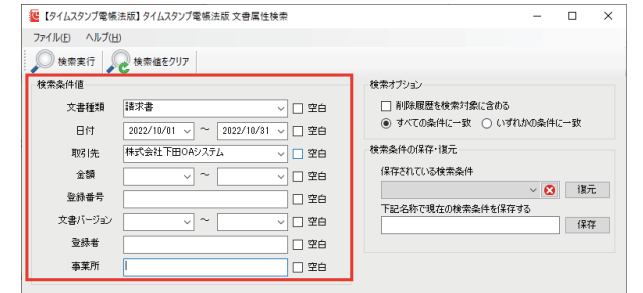 【タイムスタンプ電帳法版】タイムスタンプ電帳法版 文書属性検索
ファイル(F) ヘルプ(H)
検索実行 検索値をクリア
検索条件値
文書種類 請求書 空白
日付 2022/10/01 ～ 2022/10/31 空白
取引先 株式会社下田OAシステム 空白
金額 ～ 空白
登録番号 空白
文書バージョン ～ 空白
登録者 空白
事業所 空白
検索オプション
削除履歴を検索対象に含める
すべての条件に一致 いずれかの条件に一致
検索条件の保存・復元
保存されている検索条件
復元
下記名称で現在の検索条件を保存する
保存